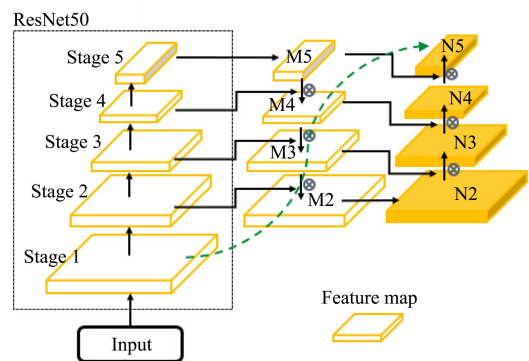 ResNet50
Stage 5
M5
N5
Stage 4
M4
N4
Stage 3
M3
N3
Stage 2
M2
N2
Stage 1
Feature map
Input